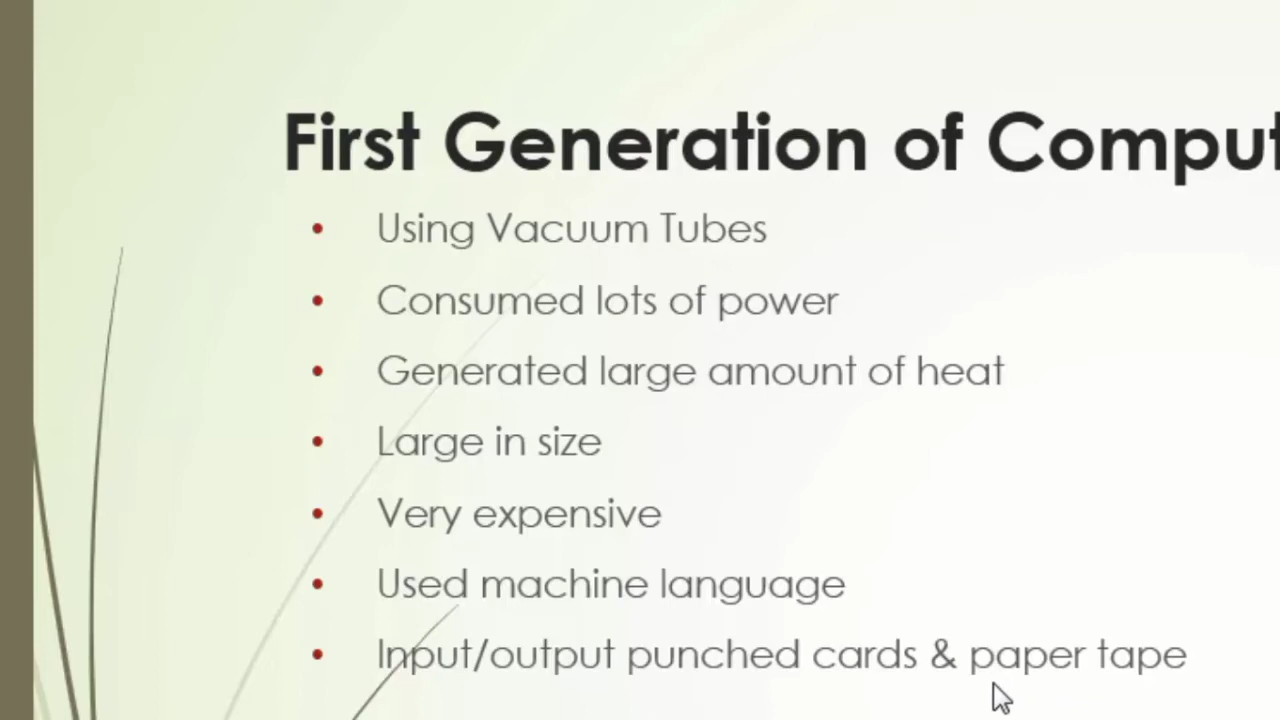 First Generation of Comput
• Using Vacuum Tubes
• Consumed lots of power
• Generated large amount of heat
• Large in size
• Very expensive
• Used machine language
• Input/output punched cards & paper tape